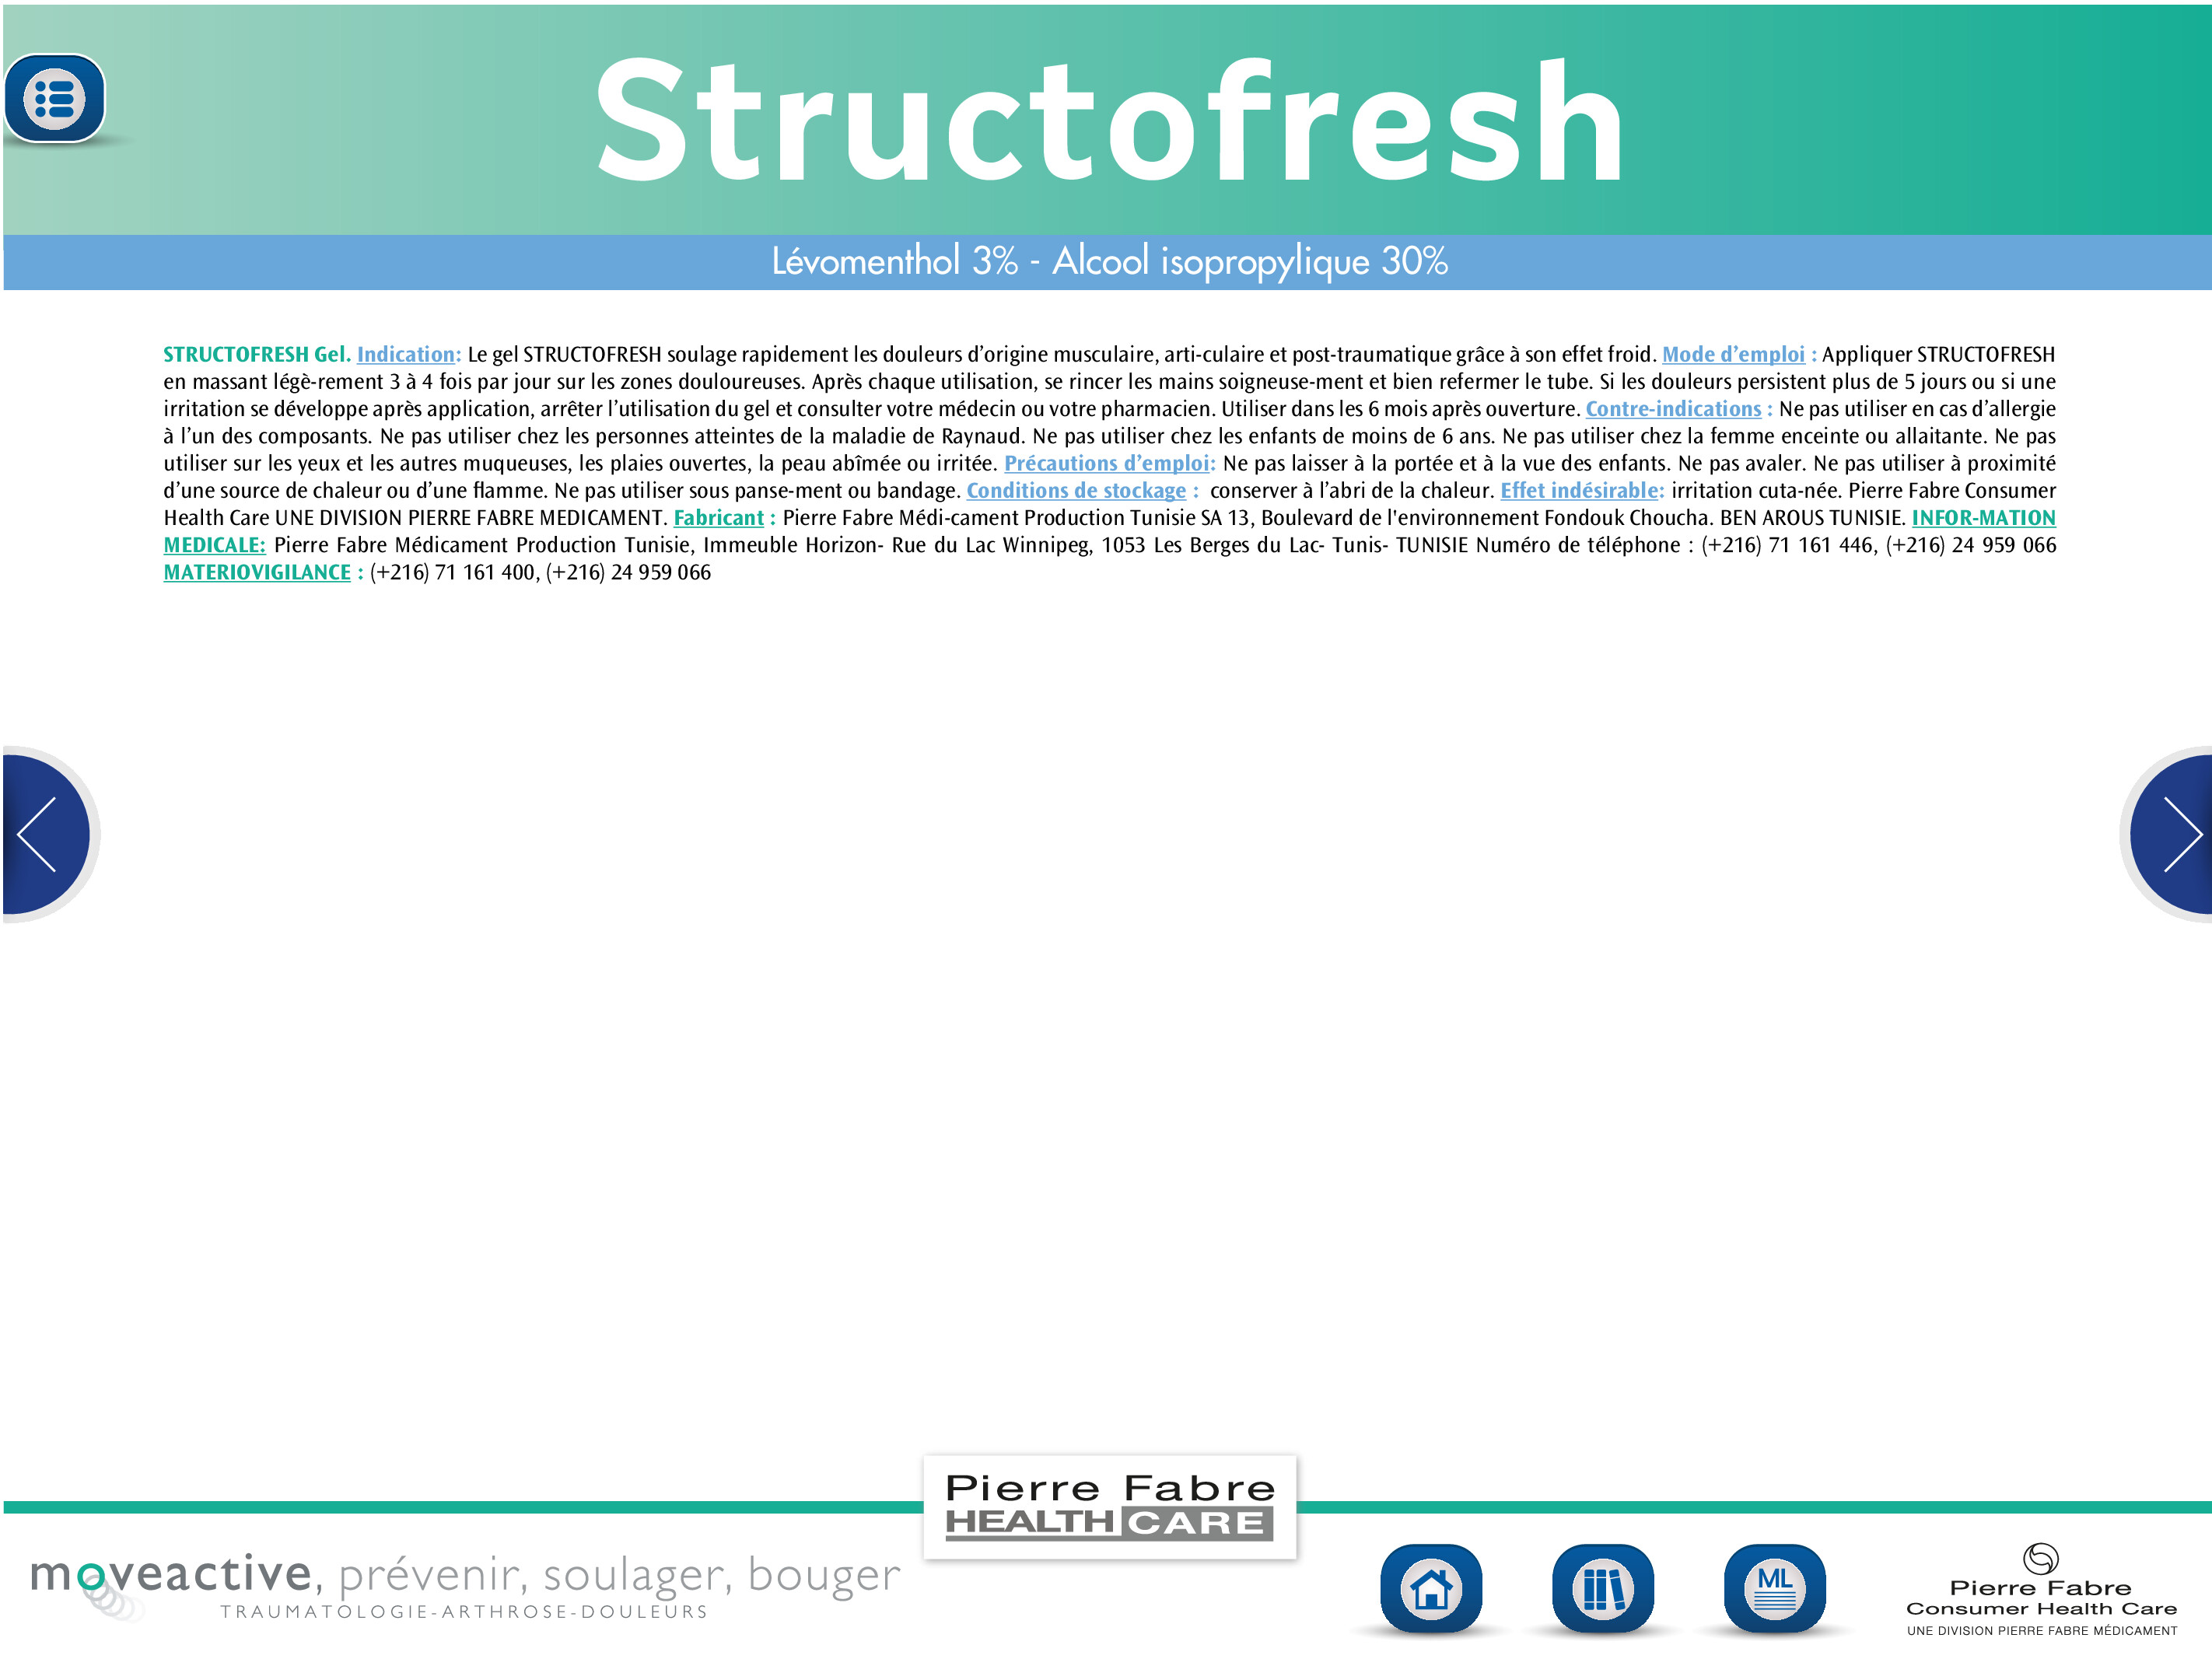 Structofresh
Lévomenthol 3% - Alcool isopropylique 30%
STRUCTOFRESH Gel. Indication: Le gel STRUCTOFRESH soulage rapidement les douleurs d’origine musculaire, arti-culaire et post-traumatique grâce à son effet froid. Mode d’emploi : Appliquer STRUCTOFRESH
en massant légè-rement 3 à 4 fois par jour sur les zones douloureuses. Après chaque utilisation, se rincer les mains soigneuse-ment et bien refermer le tube. Si les douleurs persistent plus de 5 jours ou si une
irritation se développe après application, arrêter l’utilisation du gel et consulter votre médecin ou votre pharmacien. Utiliser dans les 6 mois après ouverture. Contre-indications : Ne pas utiliser en cas d’allergie
à l’un des composants. Ne pas utiliser chez les personnes atteintes de la maladie de Raynaud. Ne pas utiliser chez les enfants de moins de 6 ans. Ne pas utiliser chez la femme enceinte ou allaitante. Ne pas
utiliser sur les yeux et les autres muqueuses, les plaies ouvertes, la peau abîmée ou irritée. Précautions d’emploi: Ne pas laisser à la portée et à la vue des enfants. Ne pas avaler. Ne pas utiliser à proximité
d’une source de chaleur ou d’une flamme. Ne pas utiliser sous panse-ment ou bandage. Conditions de stockage : conserver à l’abri de la chaleur. Effet indésirable: irritation cuta-née. Pierre Fabre Consumer
Health Care UNE DIVISION PIERRE FABRE MEDICAMENT. Fabricant : Pierre Fabre Médi-cament Production Tunisie SA 13, Boulevard de l'environnement Fondouk Choucha. BEN AROUS TUNISIE. INFOR-MATION
MEDICALE: Pierre Fabre Médicament Production Tunisie, Immeuble Horizon- Rue du Lac Winnipeg, 1053 Les Berges du Lac- Tunis- TUNISIE Numéro de téléphone : (+216) 71 161 446, (+216) 24 959 066
MATERIOVIGILANCE : (+216) 71 161 400, (+216) 24 959 066
Pierre Fabre
HEALTH CARE
moveactive, prévenir, soulager, bouger
TRAUMATOLOGIE-ARTHROSE-DOULEURS
ML
Pierre Fabre
Consumer Health Care
UNE DIVISION PIERRE FABRE MÉDICAMENT